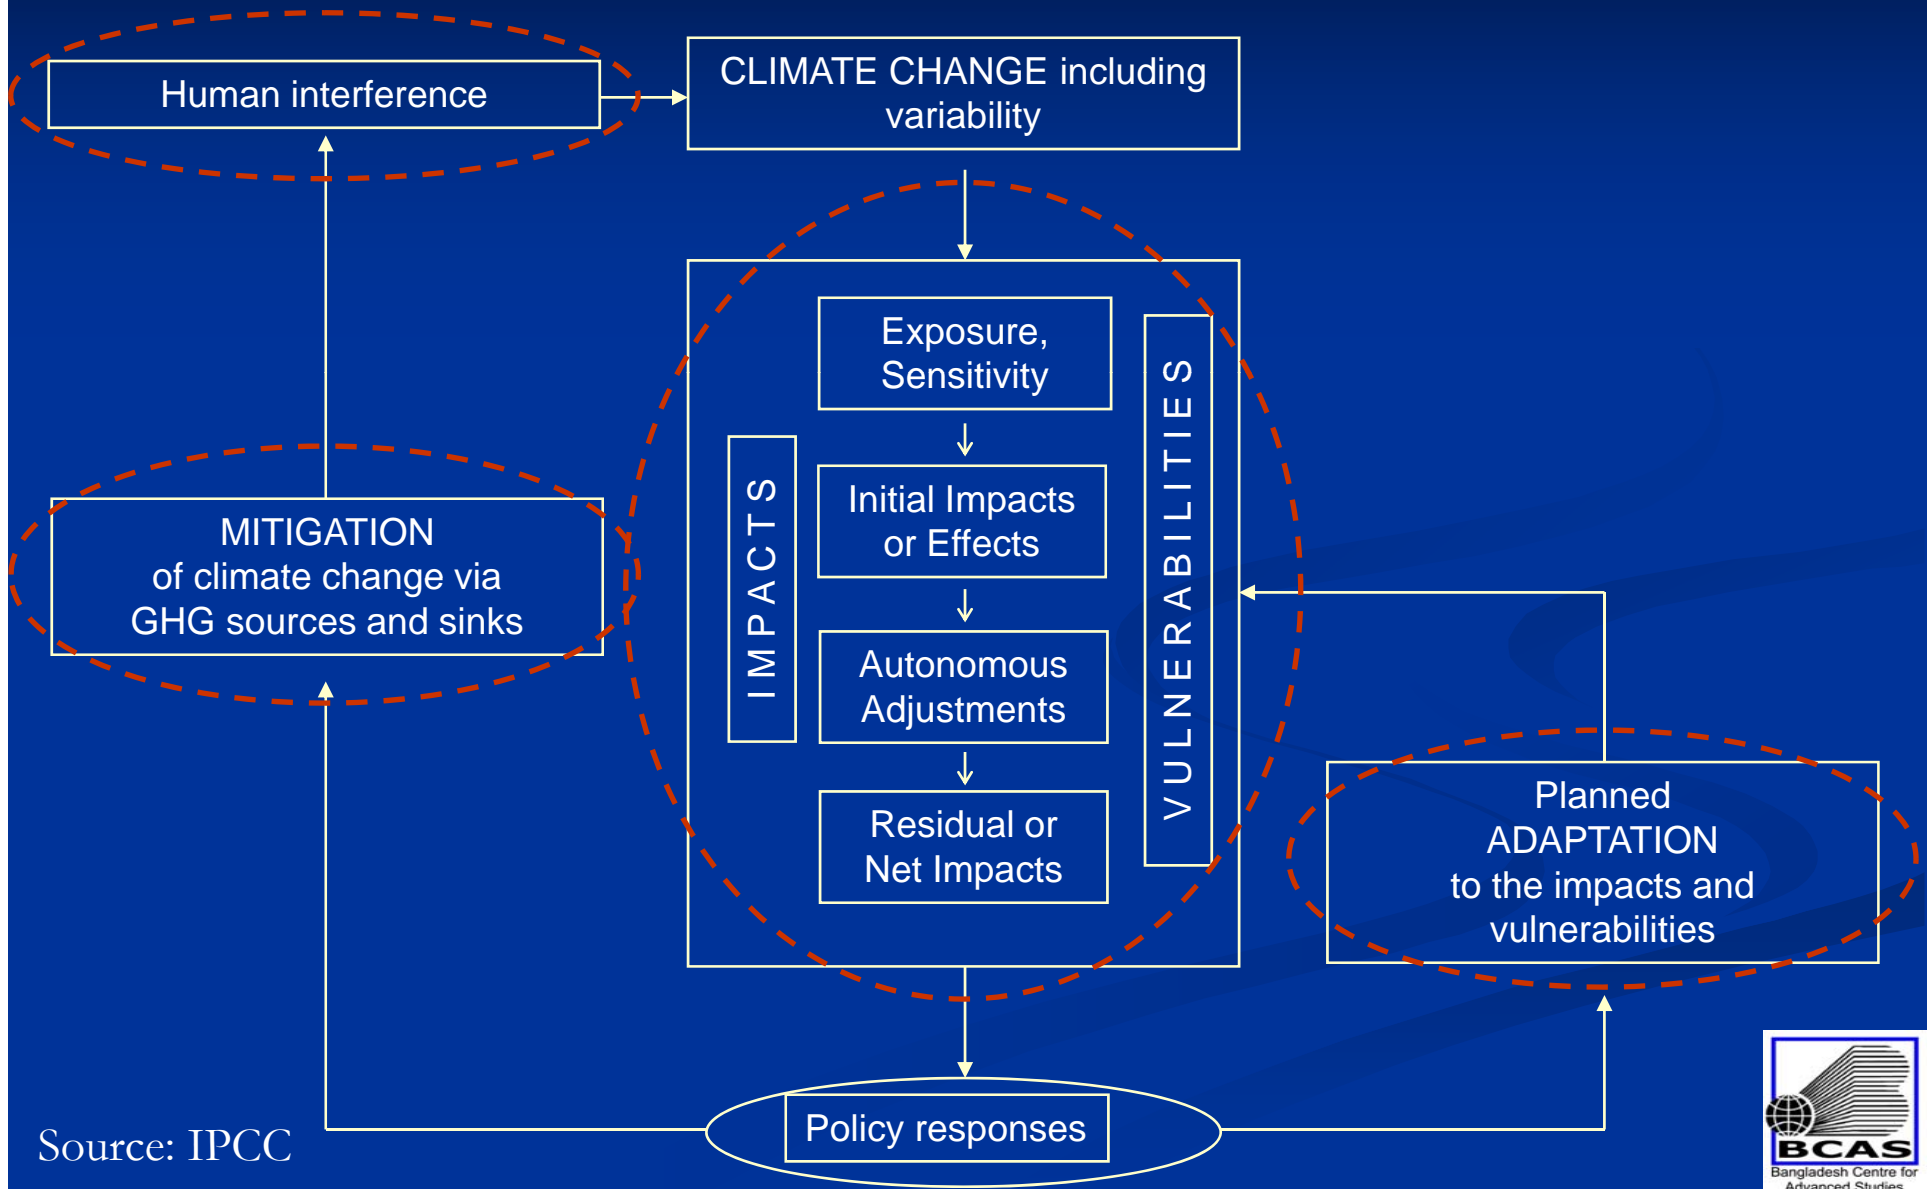 Human interference
CLIMATE CHANGE including
variability
Exposure,
Sensitivity
Initial Impacts
or Effects
Autonomous
Adjustments
Residual or
Net Impacts
IMPACTS
VULNERABILITIES
MITIGATION
of climate change via
GHG sources and sinks
Planned
ADAPTATION
to the impacts and
vulnerabilities
Policy responses
Source: IPCC
BCAS
Bangladesh Centre for
Advanced Studies